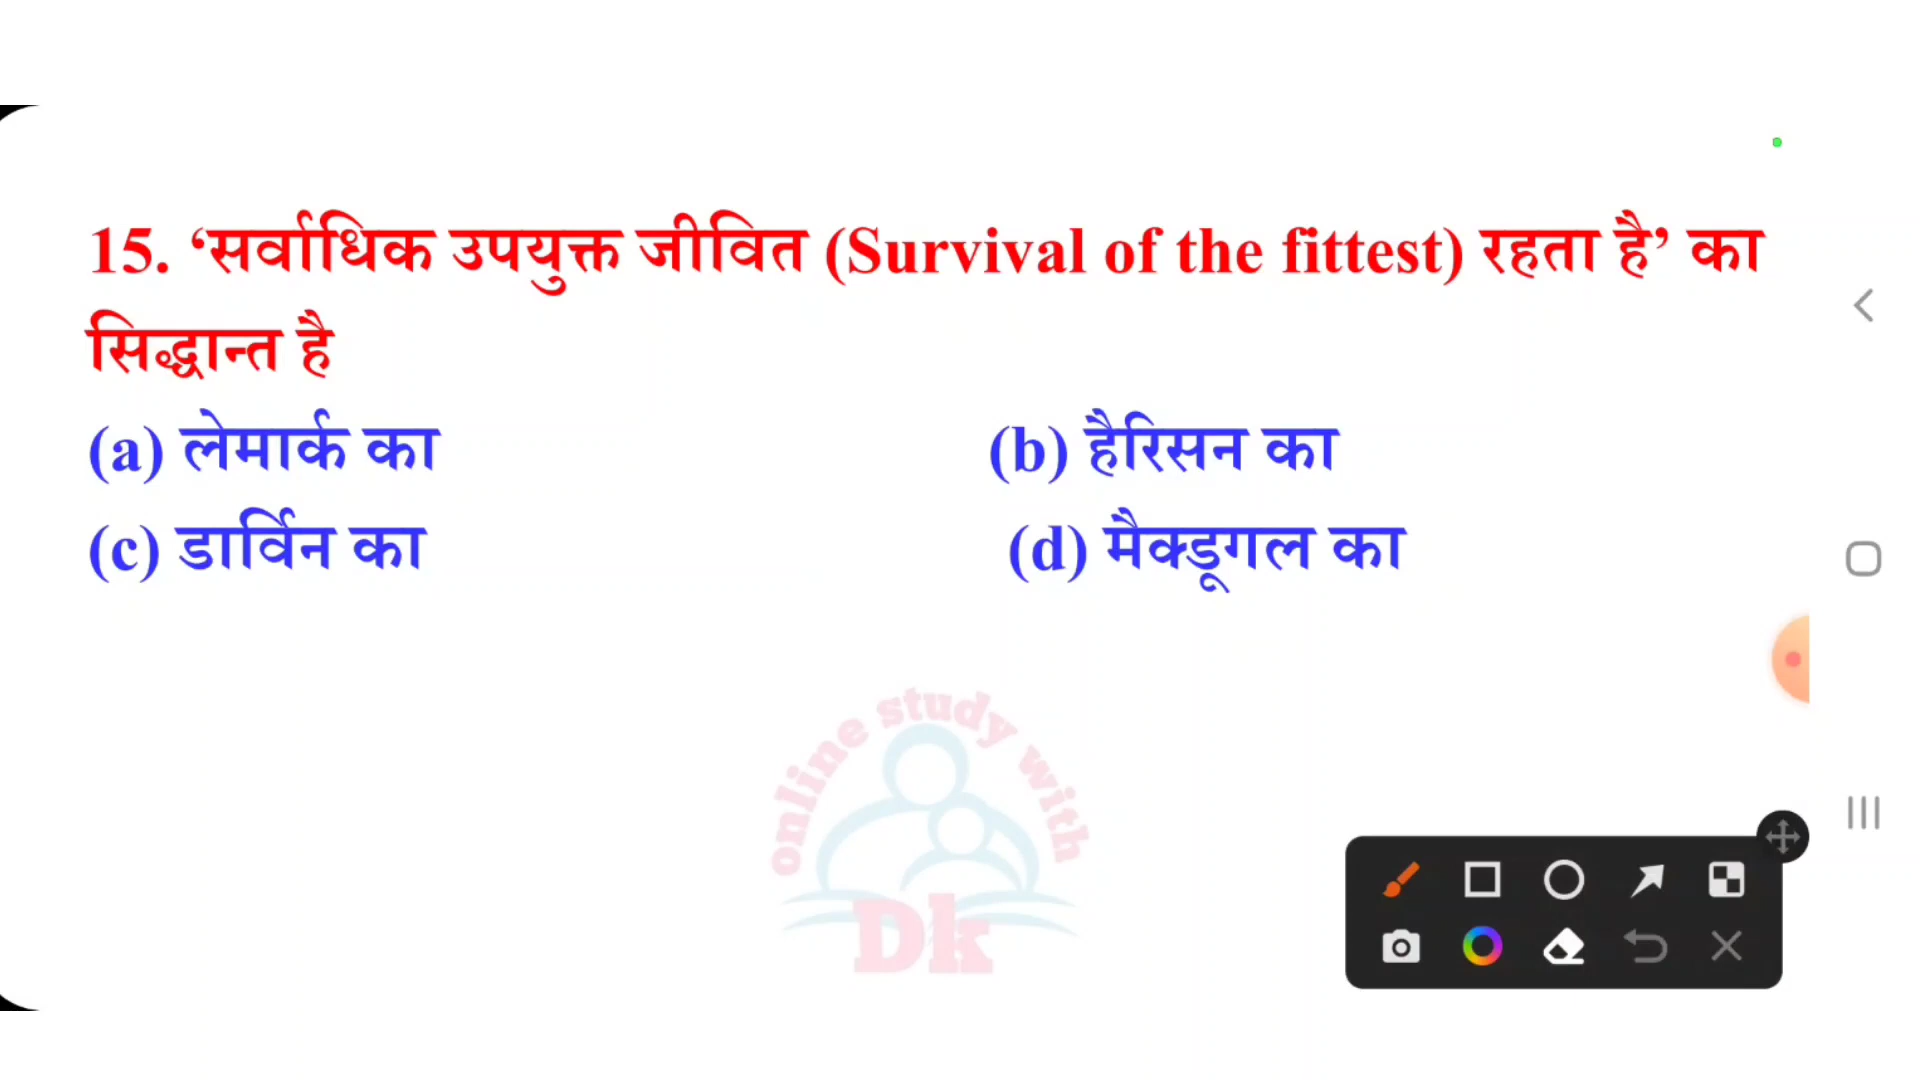 15. ‘सर्वाधिक उपयुक्त जीवित (Survival of the fittest) रहता है’ का
सिद्धान्त है
(a) लेमार्क का (b) हैरिसन का
(c) डार्विन का (d) मैक्डूगल का
online study with
Dk